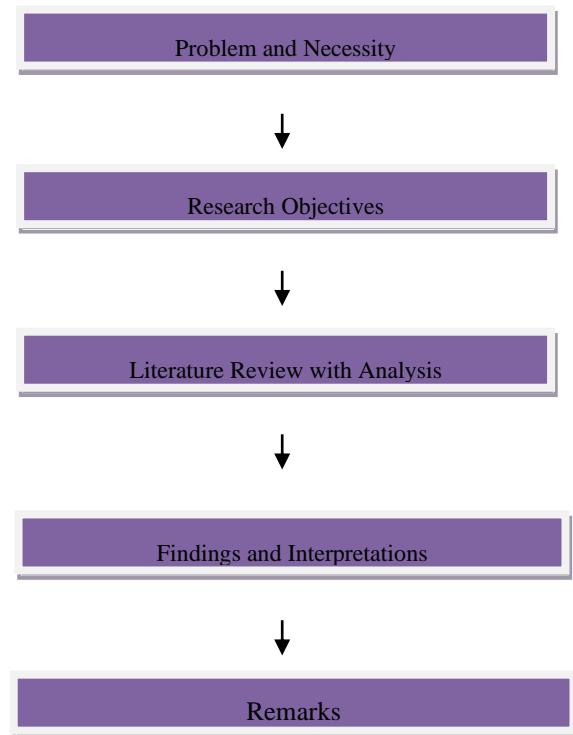 Problem and Necessity
Research Objectives
Literature Review with Analysis
Findings and Interpretations
Remarks